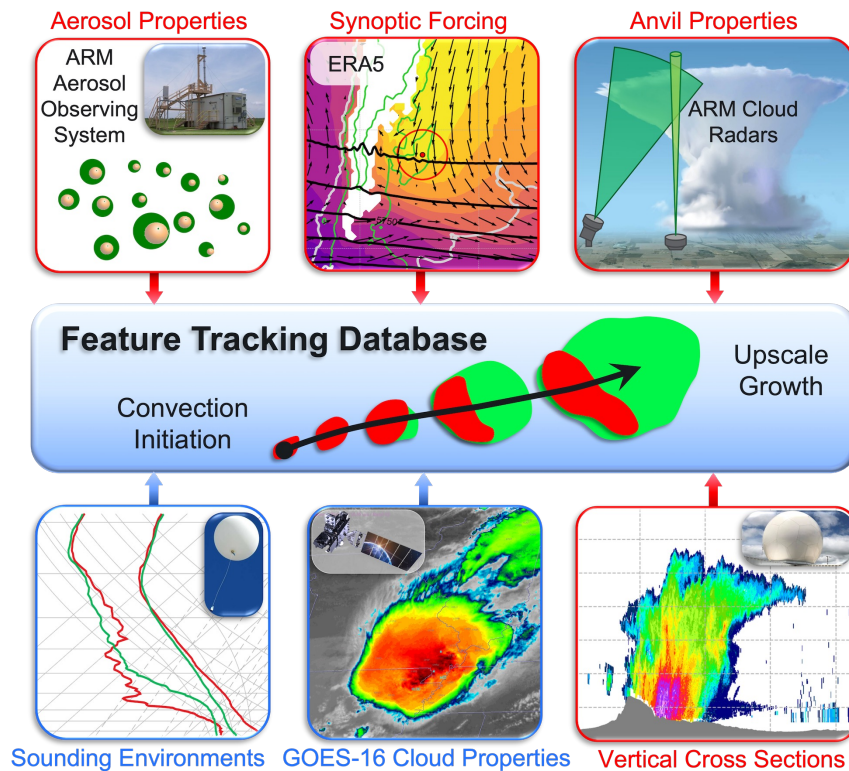 Aerosol Properties
Synoptic Forcing
Anvil Properties
ARM
Aerosol
Observing
System
ERA5
5750
ARM Cloud
Radars
Feature Tracking Database
Convection
Initiation
Upscale
Growth
Sounding Environments
GOES-16 Cloud Properties
Vertical Cross Sections